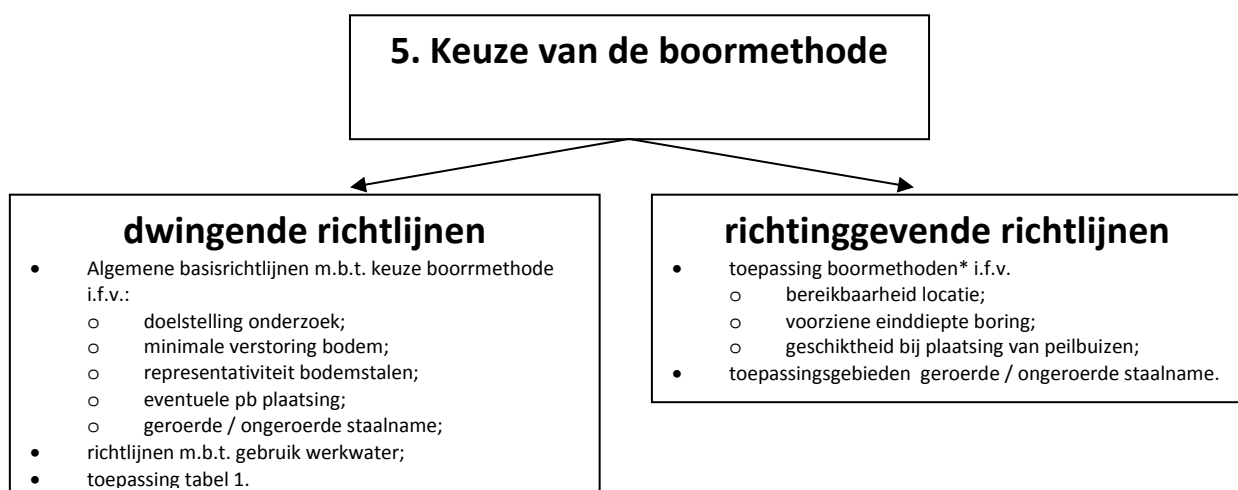 5. Keuze van de boormethode
dwingende richtlijnen
• Algemene basisrichtlijnen m.b.t. keuze boorrmethode
i.f.v.:
o doelstelling onderzoek;
o minimale verstoring bodem;
o representativiteit bodemstalen;
o eventuele pb plaatsing;
o geroerde / ongeroerde staalname;
• richtlijnen m.b.t. gebruik werkwater;
• toepassing tabel 1.
richtinggevende richtlijnen
• toepassing boormethoden* i.f.v.
o bereikbaarheid locatie;
o voorziene einddiepte boring;
o geschiktheid bij plaatsing van peilbuizen;
• toepassingsgebieden geroerde / ongeroerde staalname.